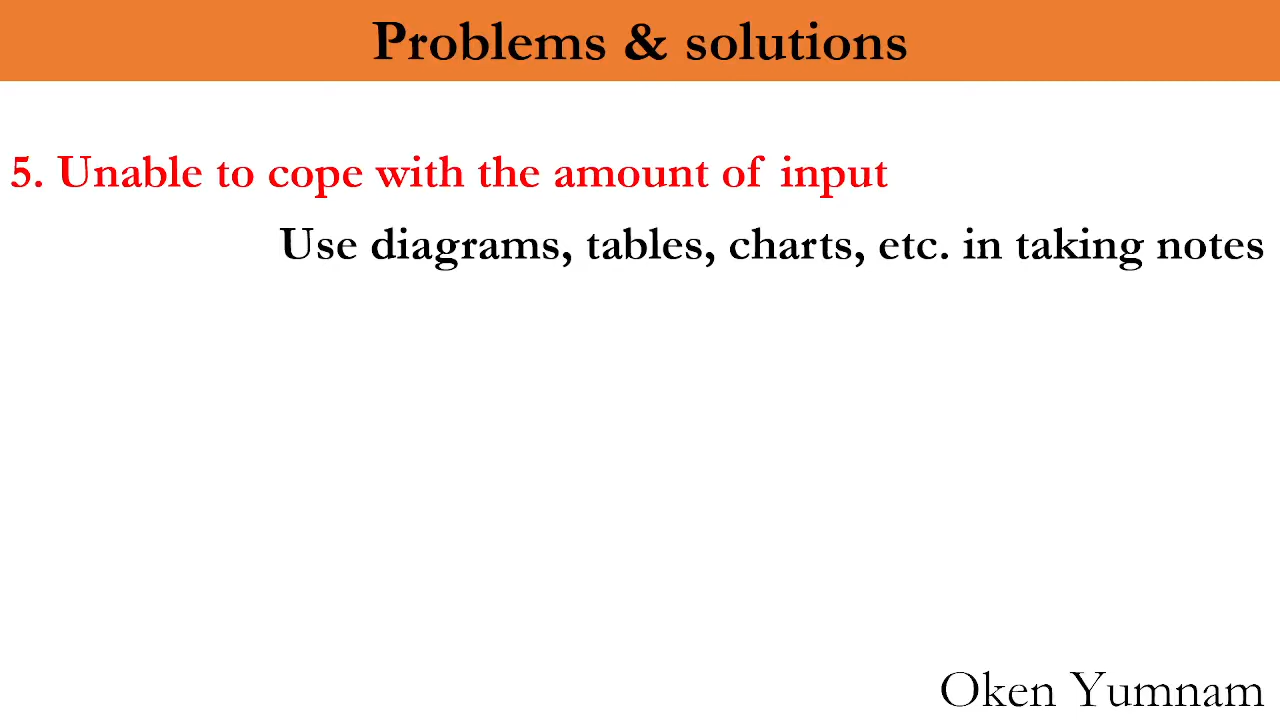 Problems & solutions
5. Unable to cope with the amount of input
Use diagrams, tables, charts, etc. in taking notes
Oken Yumnam